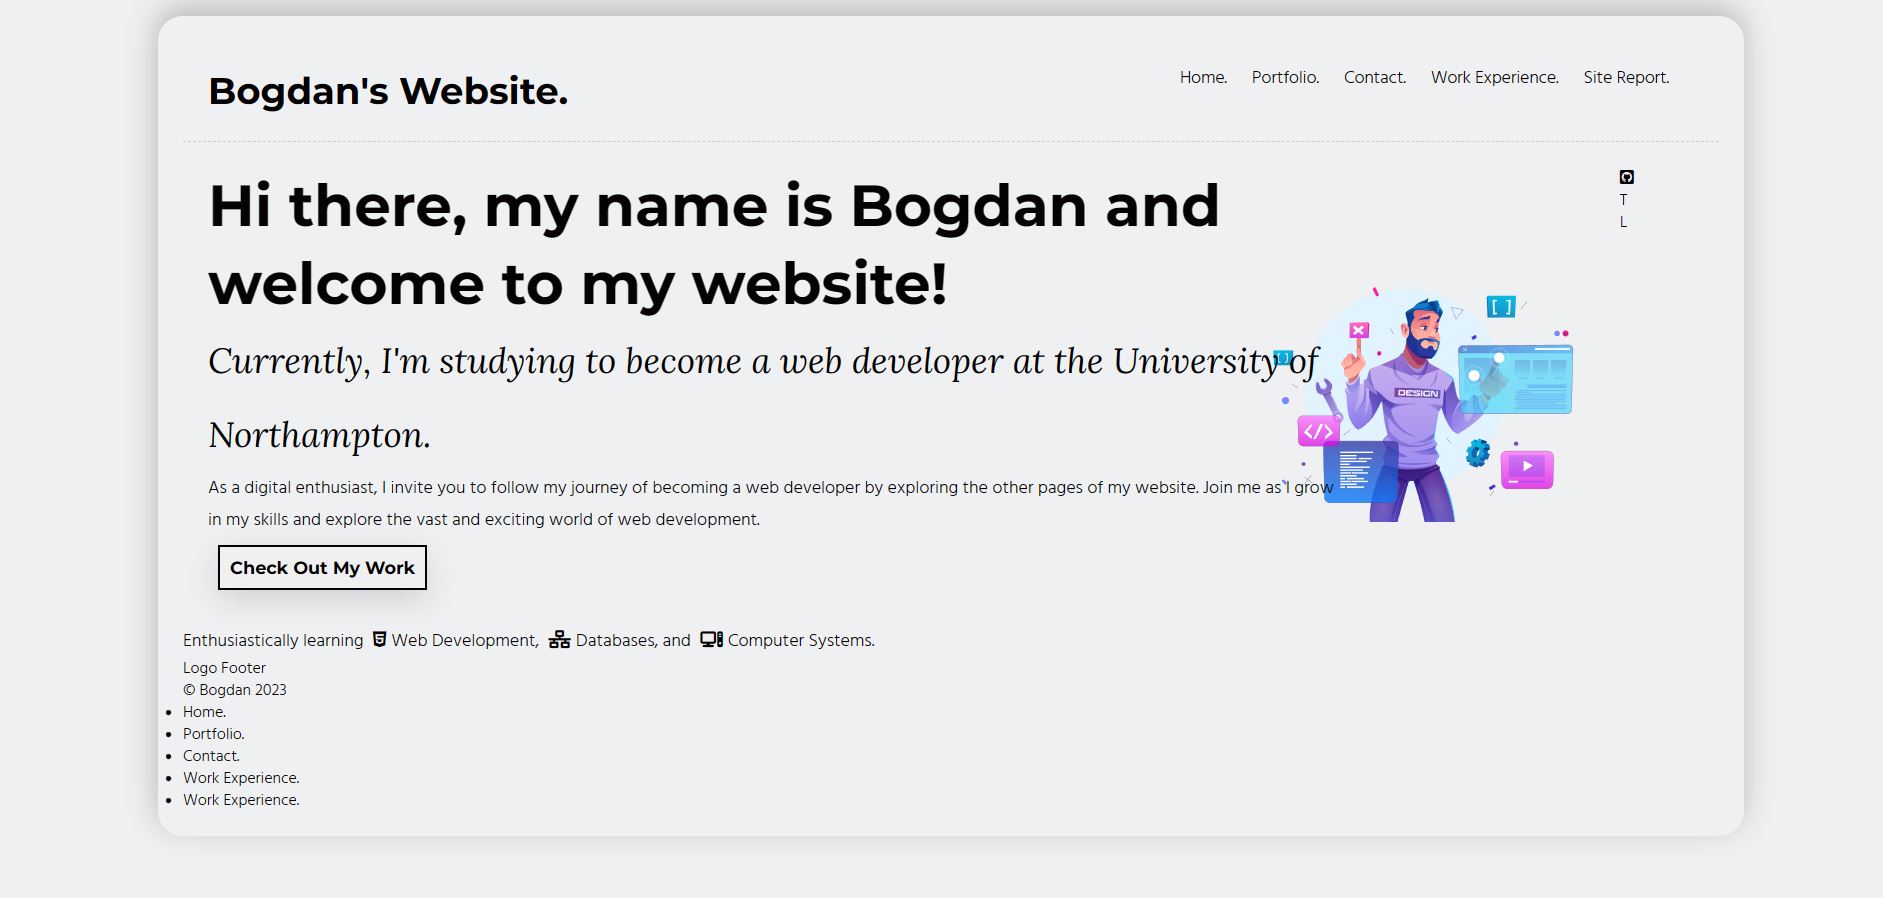 Bogdan's Website.
Home. Portfolio. Contact. Work Experience. Site Report.
Hi there, my name is Bogdan and
welcome to my website!
T
L
Currently, I'm studying to become a web developer at the University of
Northampton.
[ ]
[ ]
DESIGN
</>
As a digital enthusiast, I invite you to follow my journey of becoming a web developer by exploring the other pages of my website. Join me as I grow
in my skills and explore the vast and exciting world of web development.
Check Out My Work
Enthusiastically learning Web Development, Databases, and Computer Systems.
Logo Footer
© Bogdan 2023
Home.
Portfolio.
Contact.
Work Experience.
Work Experience.